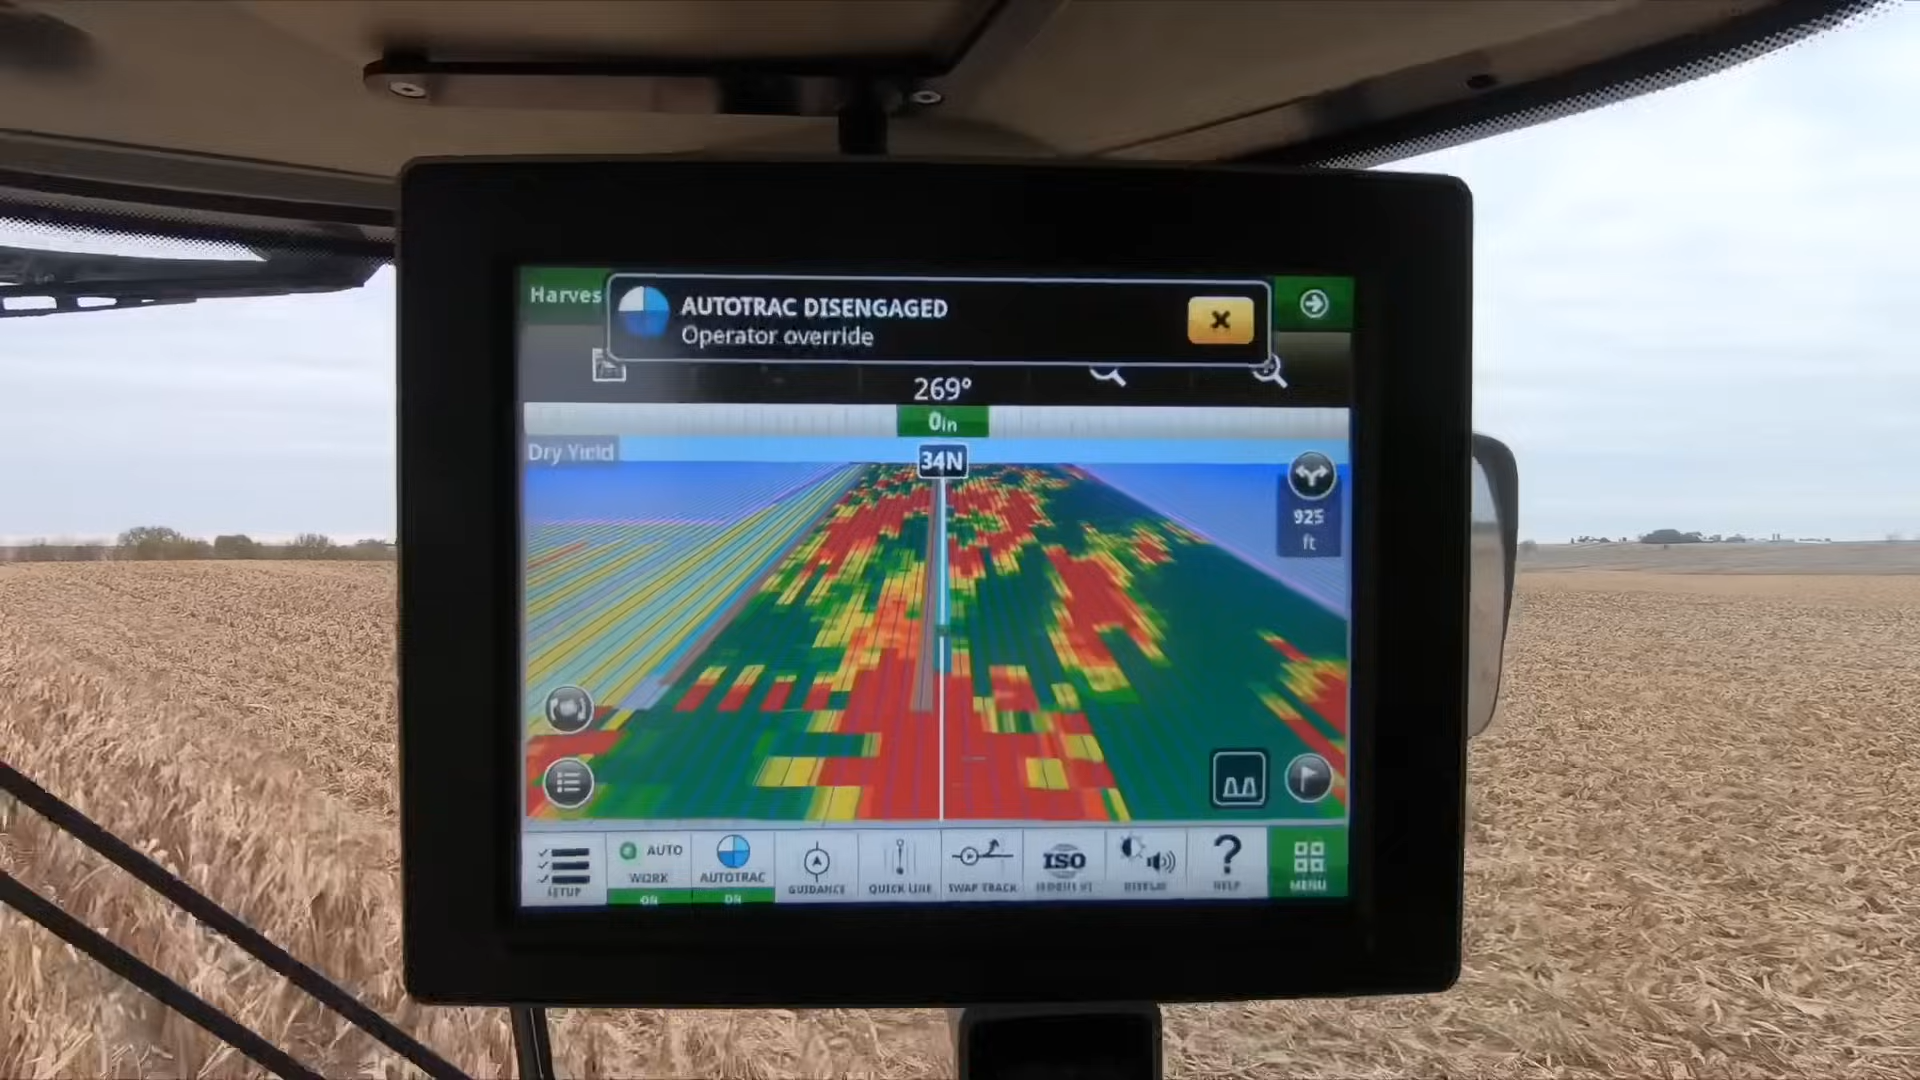 Harves
AUTOTRAC DISENGAGED
Operator override
269°
0in
Dry Yield
34N
925
ft
SETUP
AUTO
WORK
ON
AUTOTRAC
ON
GUIDANCE
QUICK LINE
SWAP TRACK
ISO
DISPLAY
HELP
MENU